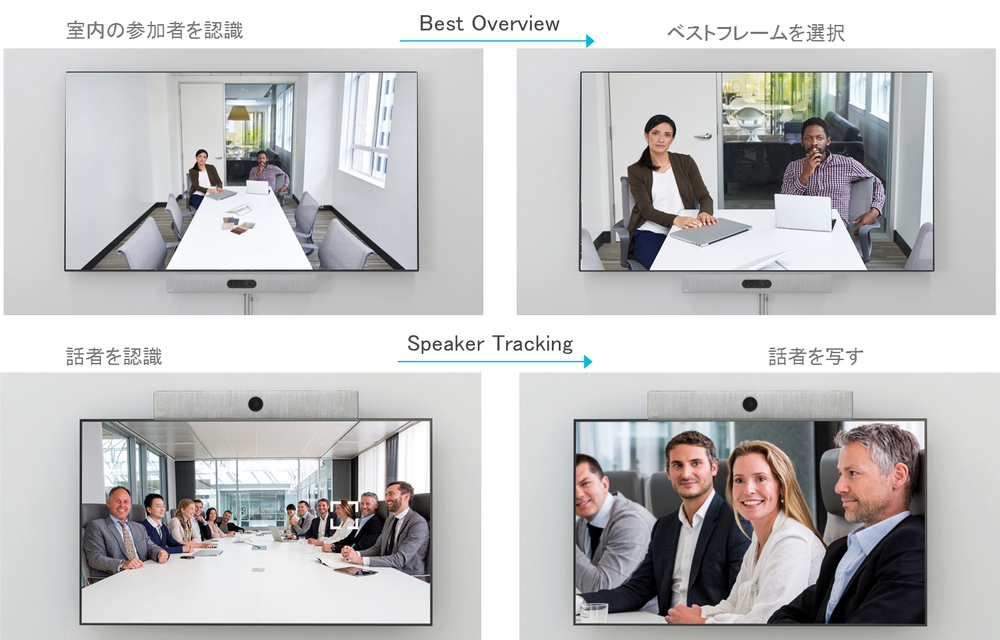 室内の参加者を認識
Best Overview
ベストフレームを選択
話者を認識
Speaker Tracking
話者を写す